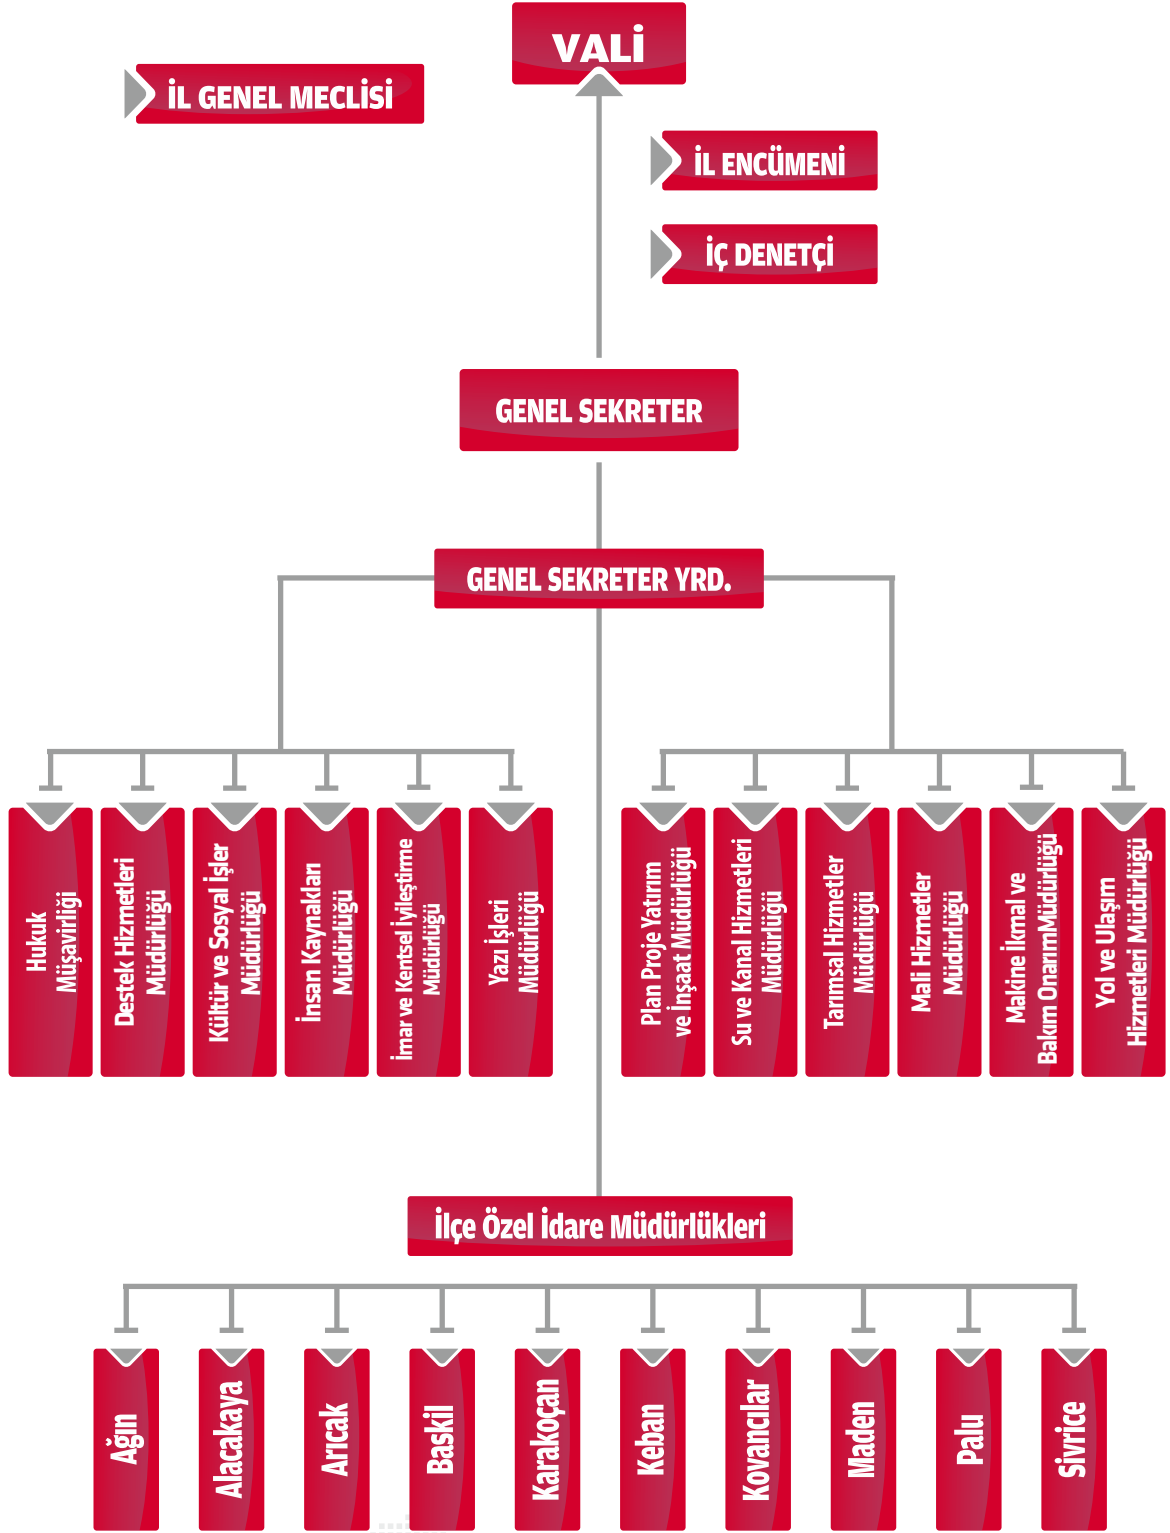 VALİ
İL GENEL MECLİSİ
İL ENCÜMENİ
İÇ DENETÇİ
GENEL SEKRETER
GENEL SEKRETER YRD.
Hukuk
Müşavirliği
Destek Hizmetleri
Müdürlüğü
Kültür ve Sosyal İşler
Müdürlüğü
İnsan Kaynakları
Müdürlüğü
İmar ve Kentsel İyileştirme
Müdürlüğü
Yazı İşleri
Müdürlüğü
Plan Proje Yatırım
ve İnşaat Müdürlüğü
Su ve Kanal Hizmetleri
Müdürlüğü
Tarımsal Hizmetler
Müdürlüğü
Mali Hizmetler
Müdürlüğü
Makine İkmal ve
Bakım OnarımMüdürlüğü
Yol ve Ulaşım
Hizmetleri Müdürlüğü
İlçe Özel İdare Müdürlükleri
Ağın
Alacakaya
Arıcak
Baskil
Karakoçan
Keban
Kovancılar
Maden
Palu
Sivrice